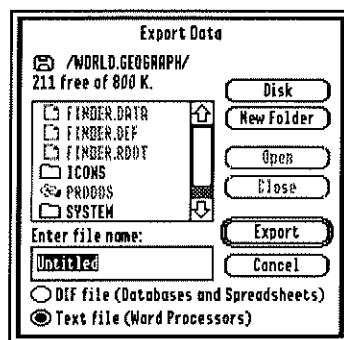 Export Data
/WORLD.GEOGRAPH/
211 free of 800 K.
Disk
New Folder
FINDER.DATA
FINDER.DEF
FINDER.ROOT
ICONS
PRODOS
SYSTEM
Open
Close
Enter file name:
Export
Untitled
Cancel
DIF file (Databases and Spreadsheets)
Text file (Word Processors)